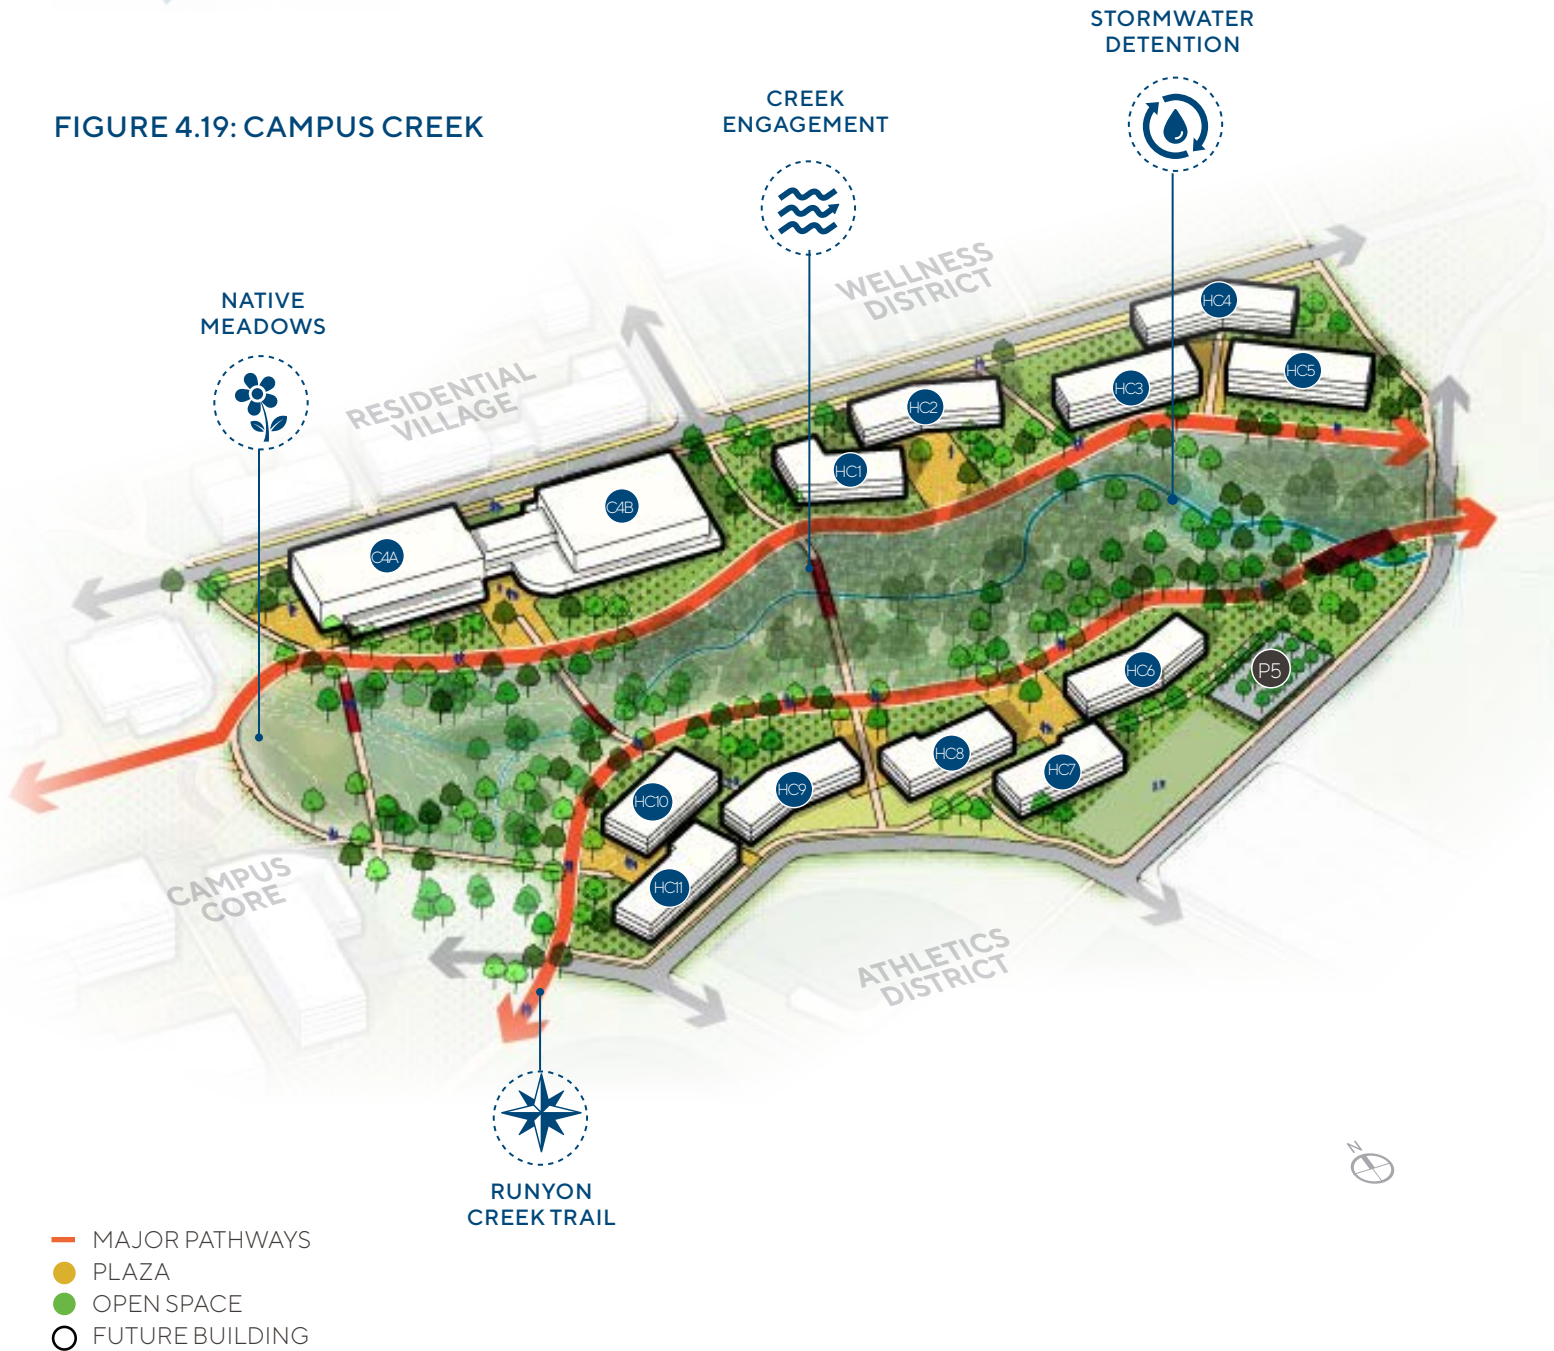 STORMWATER
DETENTION
CREEK
ENGAGEMENT
FIGURE 4.19: CAMPUS CREEK
NATIVE
MEADOWS
WELLNESS
DISTRICT
RESIDENTIAL
VILLAGE
HC4
HC5
HC3
HC2
HC1
C4B
C4A
HC6
P5
HC8
HC7
HC9
HC10
HC11
CAMPUS
CORE
ATHLETICS
DISTRICT
RUNYON
CREEK TRAIL
N
MAJOR PATHWAYS
PLAZA
OPEN SPACE
FUTURE BUILDING